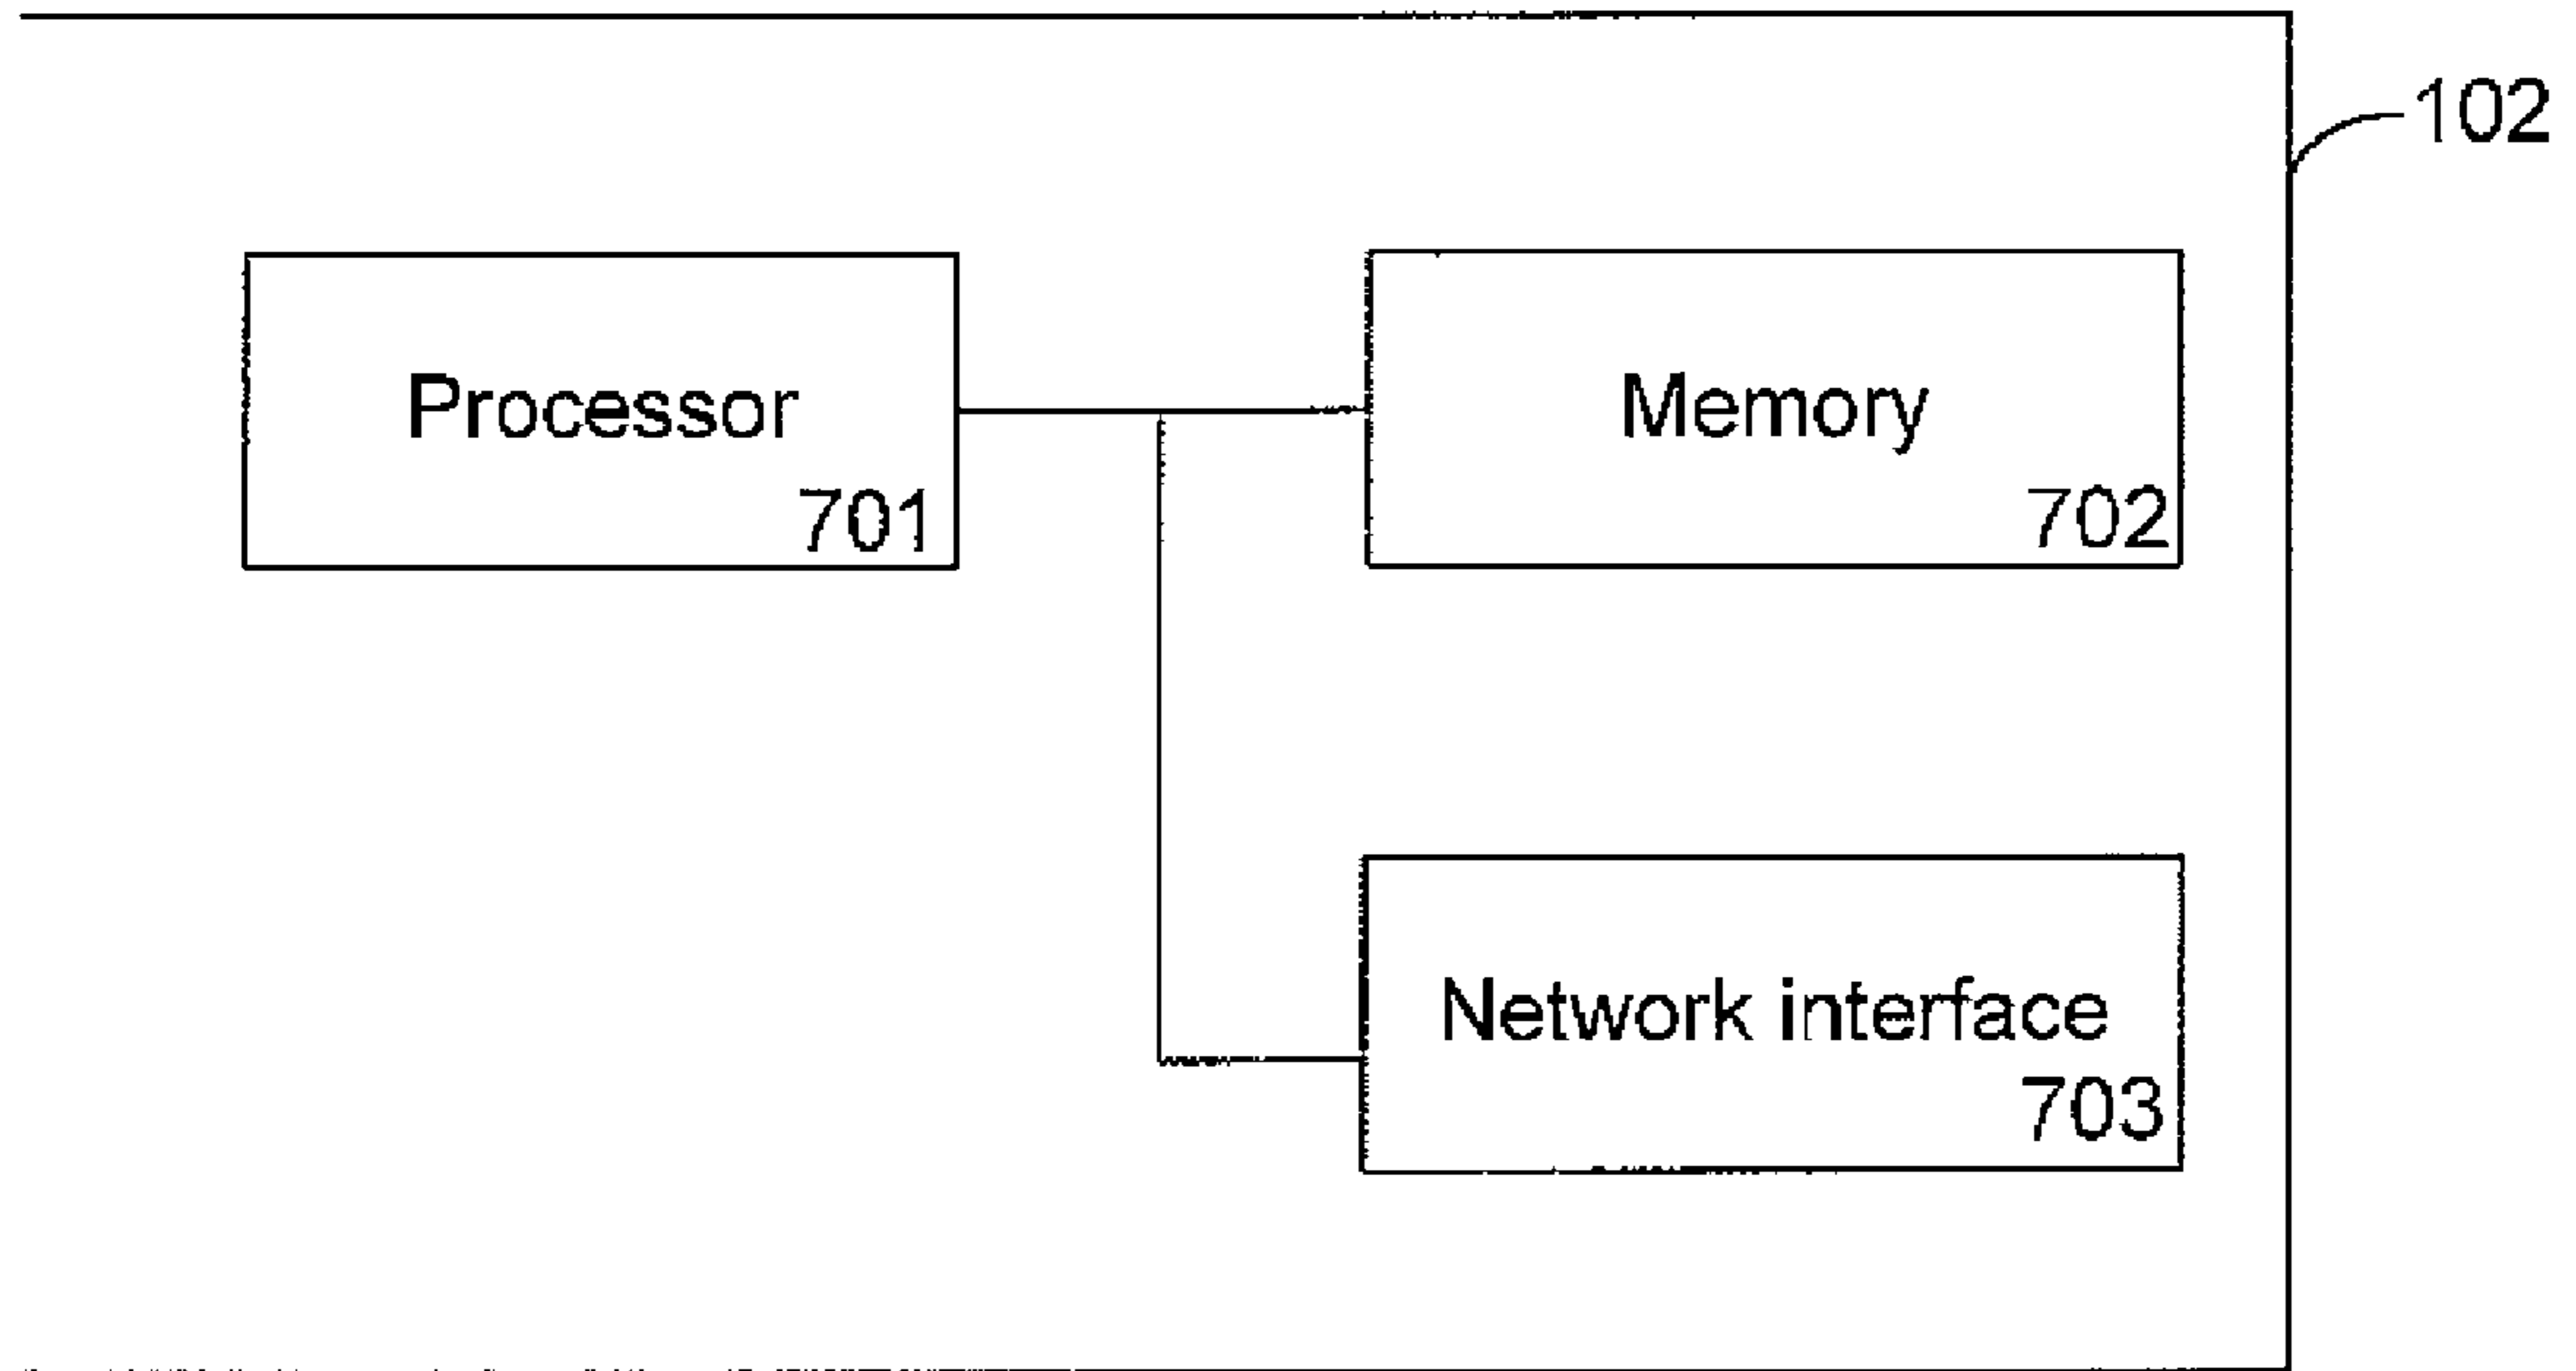 102
Processor
701
Memory
702
Network interface
703